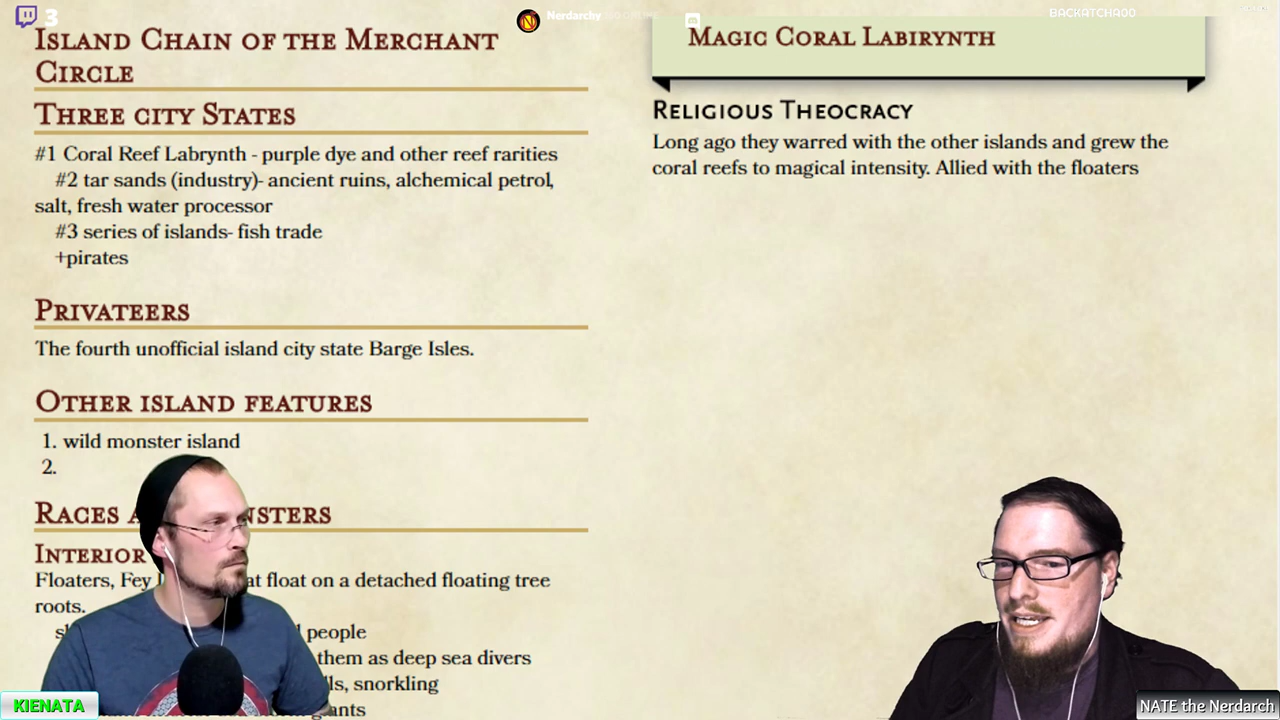 3
Nerdarchy
BACKATCHA00
ISLAND CHAIN OF THE MERCHANT
CIRCLE
THREE CITY STATES
#1 Coral Reef Labrynth - purple dye and other reef rarities
#2 tar sands (industry)- ancient ruins, alchemical petrol,
salt, fresh water processor
#3 series of islands- fish trade
+pirates
PRIVATEERS
The fourth unofficial island city state Barge Isles.
OTHER ISLAND FEATURES
1. wild monster island
2.
RACES
INTERIOR
Floaters, Fey at float on a detached floating tree
roots.
people
them as deep sea divers
snorkling
MAGIC CORAL LABIRYNTH
RELIGIOUS THEOCRACY
Long ago they warred with the other islands and grew the
coral reefs to magical intensity. Allied with the floaters
KIENATA
NATE the Nerdarch